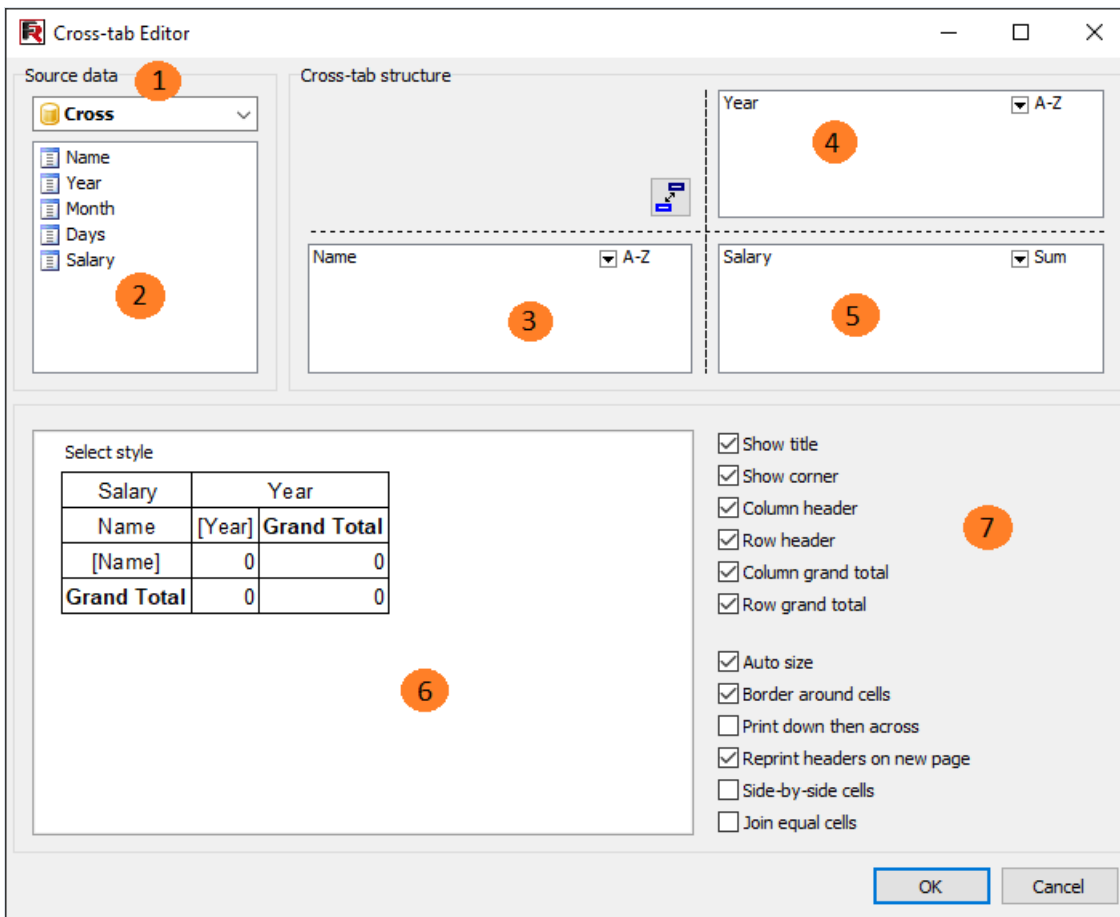 Cross-tab Editor
Source data
1
Cross
Name
Year
Month
Days
Salary
2
Cross-tab structure
Year A-Z
4
Name A-Z
3
Salary Sum
5
Select style
Salary Year
Name [Year] Grand Total
[Name] 0 0
Grand Total 0 0
6
Show title
Show corner
Column header
Row header
Column grand total
Row grand total
7
Auto size
Border around cells
Print down then across
Reprint headers on new page
Side-by-side cells
Join equal cells
OK Cancel